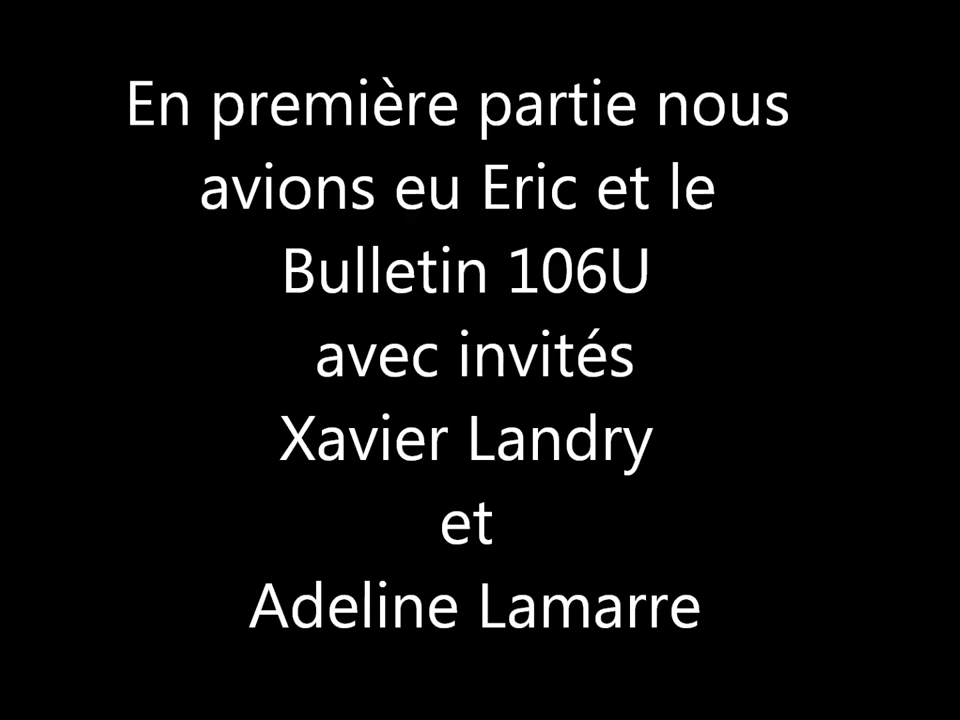 En première partie nous
avions eu Eric et le
Bulletin 106U
avec invités
Xavier Landry
et
Adeline Lamarre